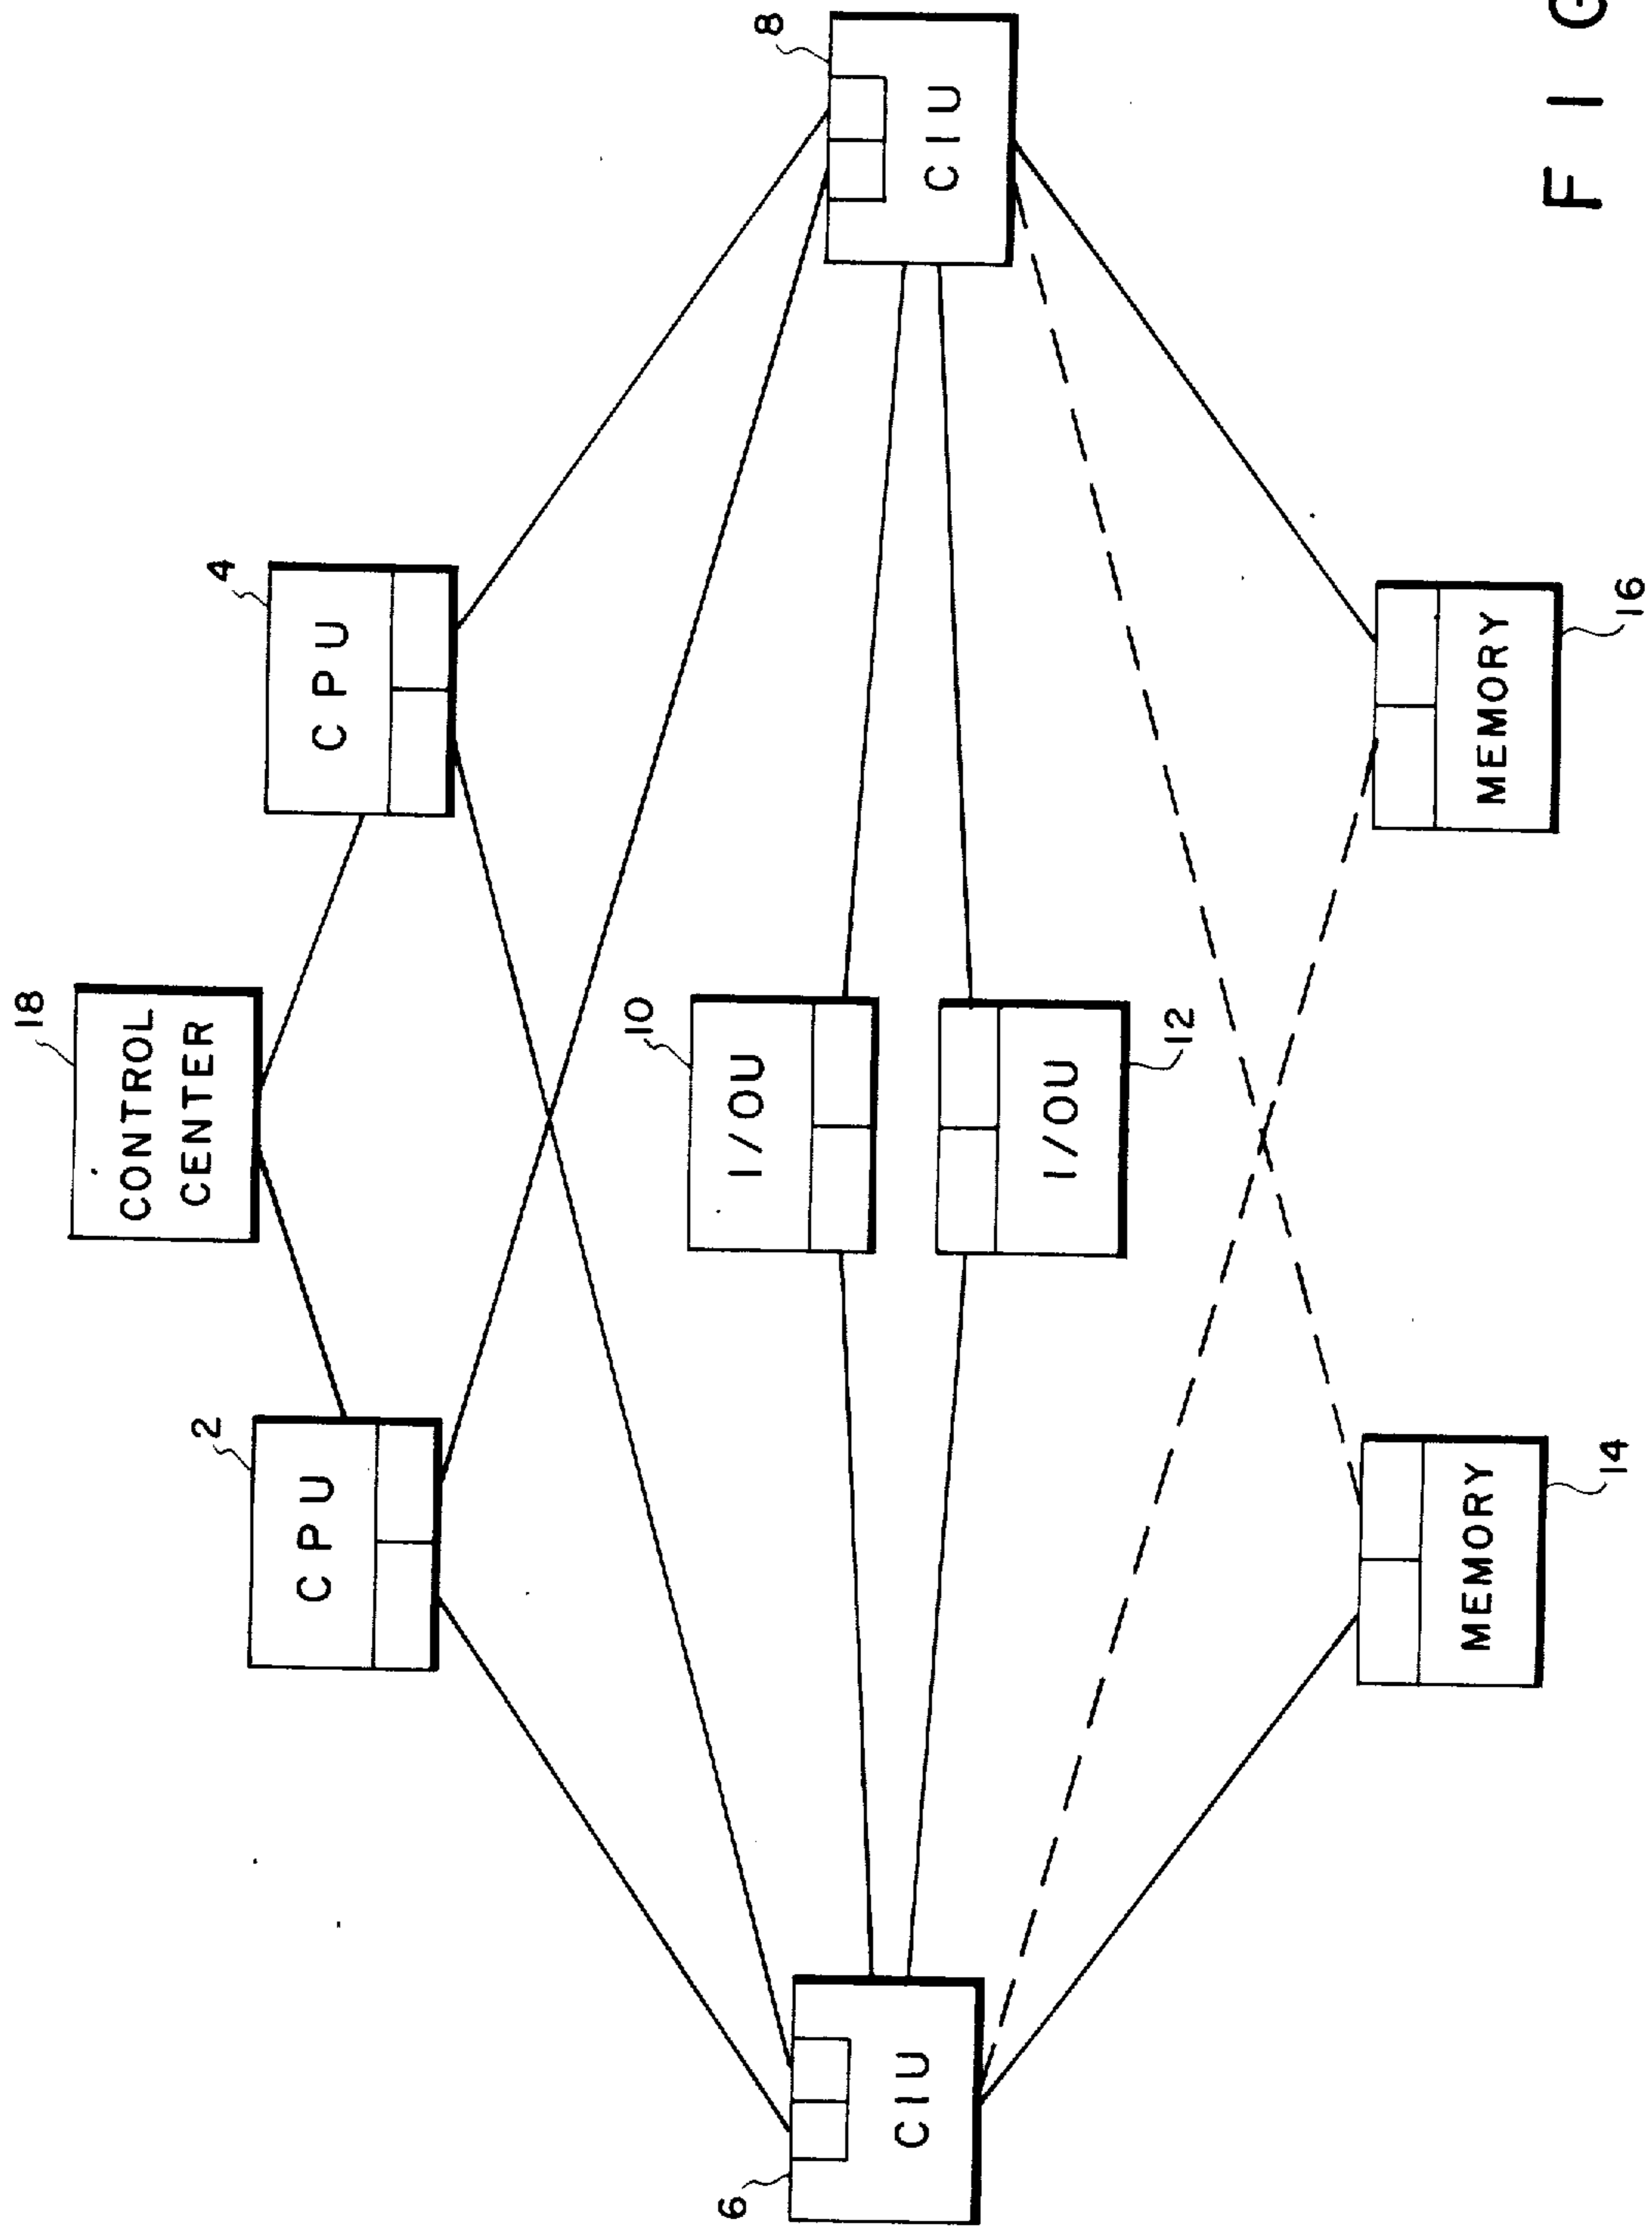 18
CONTROL
CENTER
2
CPU
4
CPU
6
CIU
8
CIU
10
I/OU
12
I/OU
14
MEMORY
16
MEMORY
FIG